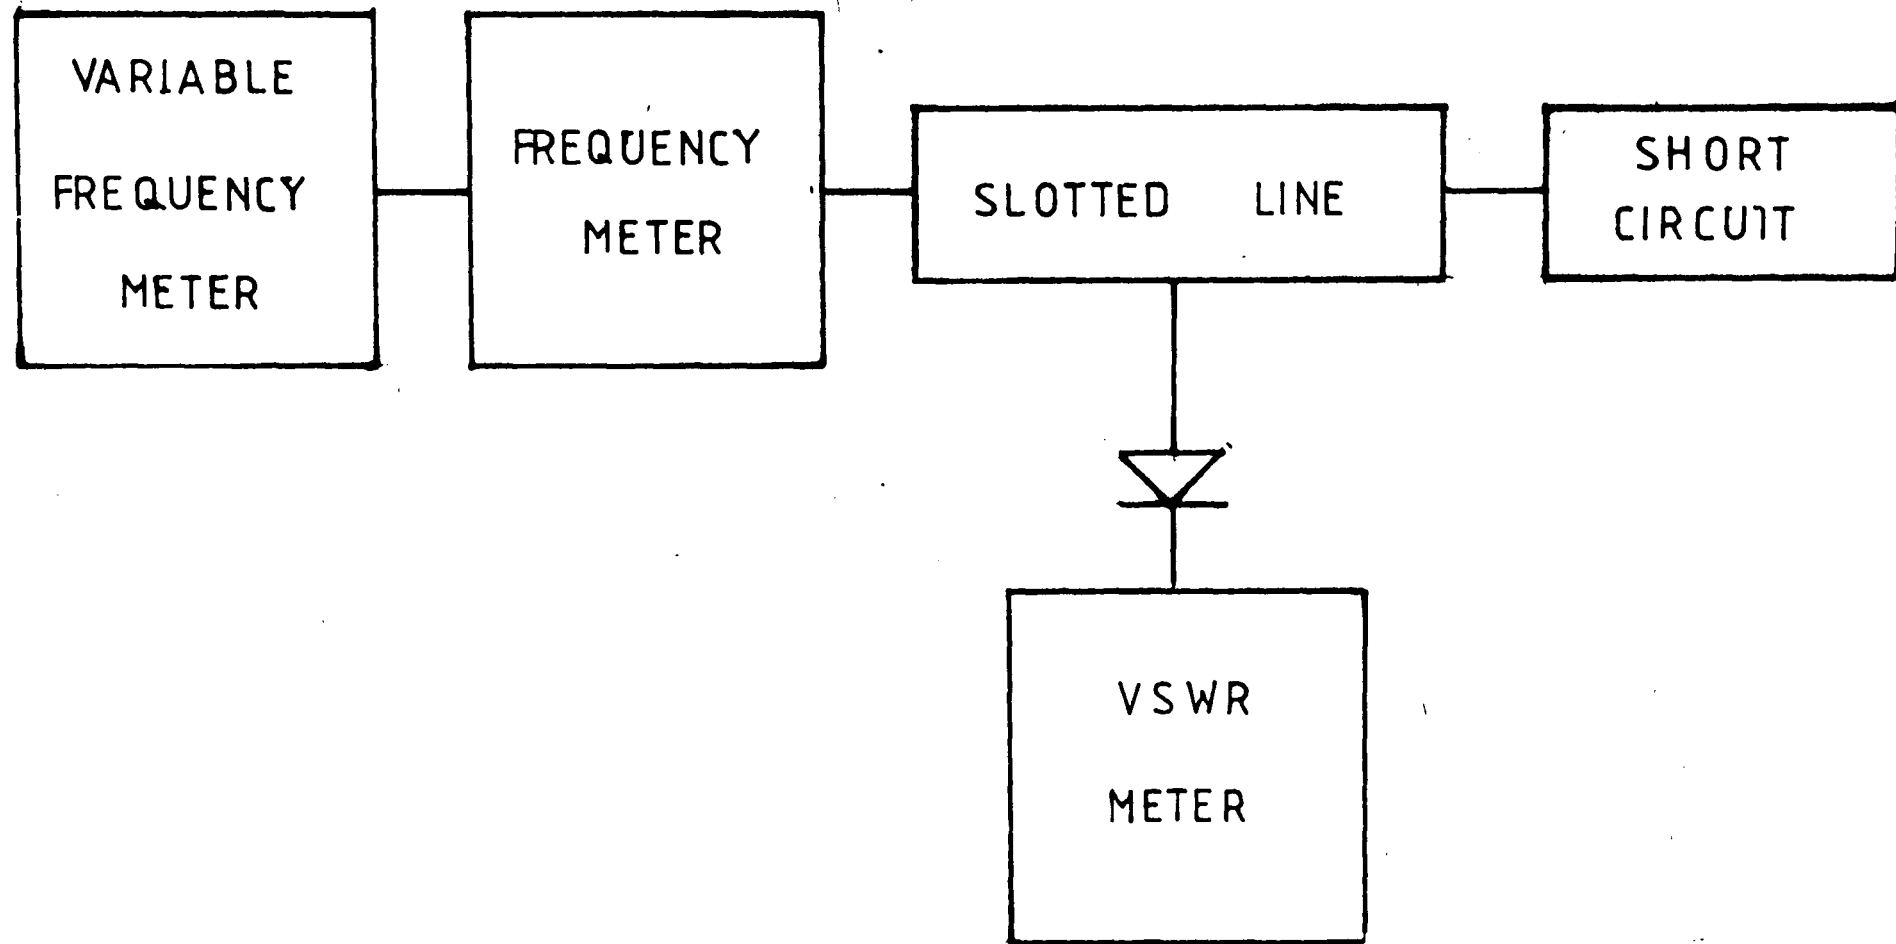 VARIABLE
FREQUENCY
METER
FREQUENCY
METER
SLOTTED LINE
SHORT
CIRCUIT
VSWR
METER